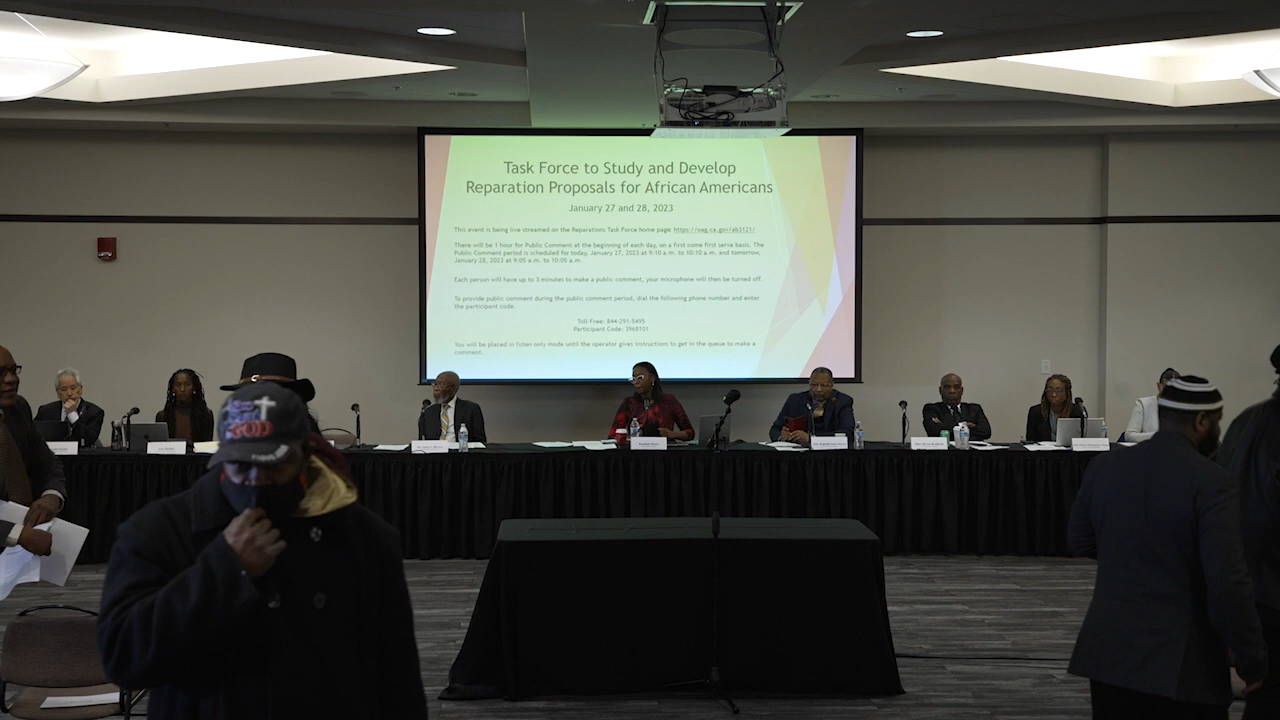 Task Force to Study and Develop
Reparation Proposals for African Americans
January 27 and 28, 2023
This event is being live streamed on the Reparations Task Force home page: https://oag.ca.gov/ab3121/
There will be 1 hour for Public Comment at the beginning of each day, on a first come first serve basis. The
Public Comment period is scheduled for today, January 27, 2023 at 9:10 a.m. to 10:10 a.m. and tomorrow,
January 28, 2023 at 9:05 a.m. to 10:05 a.m.
Each person will have up to 3 minutes to make a public comment, your microphone will then be turned off.
To provide public comment during the public comment period, dial the following phone number and enter
the participant code.
Toll-Free: 844-291-5495
Participant Code: 3968101
You will be placed in listen only mode until the operator gives instructions to get in the queue to make a
comment.
GOD